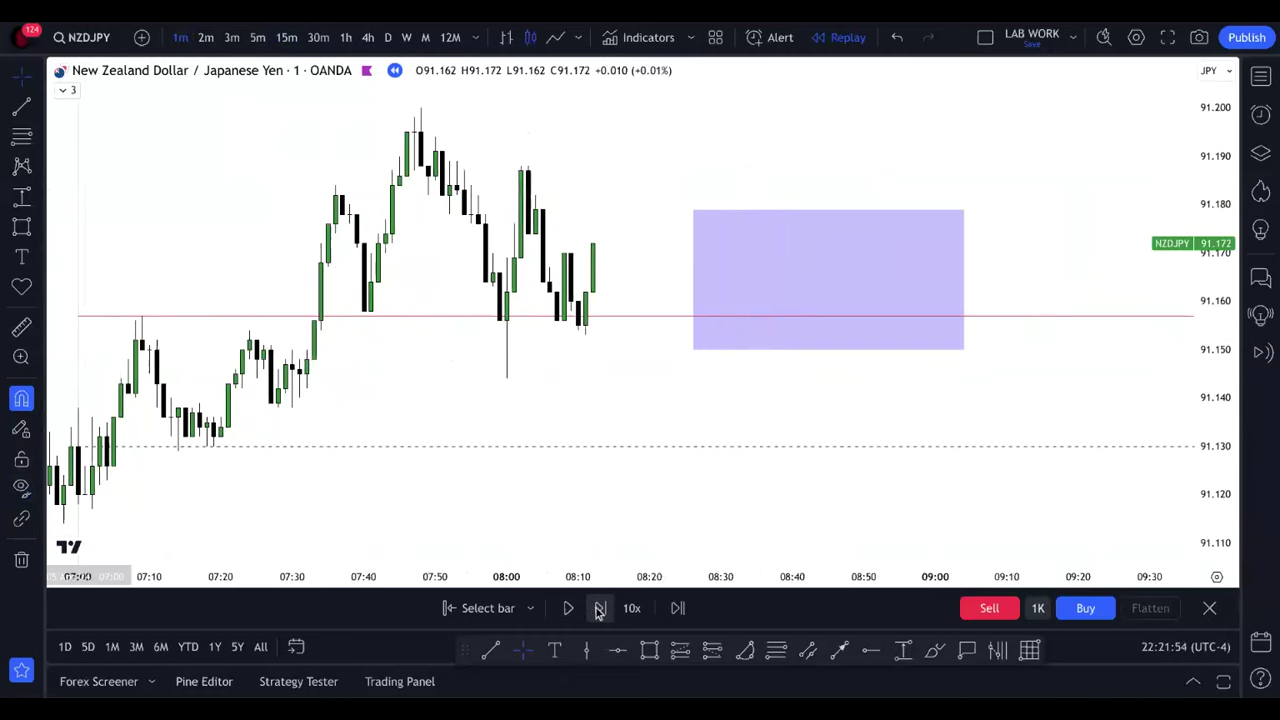 124
NZDJPY
1m 2m 3m 5m 15m 30m 1h 4h D W M 12M
Indicators
Alert
Replay
LAB WORK
Save
Publish
New Zealand Dollar / Japanese Yen · 1 · OANDA
O91.162 H91.172 L91.162 C91.172 +0.010 (+0.01%)
JPY
3
91.200
91.190
91.180
NZDJPY 91.172
91.170
91.160
91.150
91.140
91.130
91.120
91.110
07:00 07:10 07:20 07:30 07:40 07:50 08:00 08:10 08:20 08:30 08:40 08:50 09:00 09:10 09:20 09:30
Select bar
10x
Sell
1K
Buy
Flatten
1D 5D 1M 3M 6M YTD 1Y 5Y All
22:21:54 (UTC-4)
Forex Screener
Pine Editor
Strategy Tester
Trading Panel